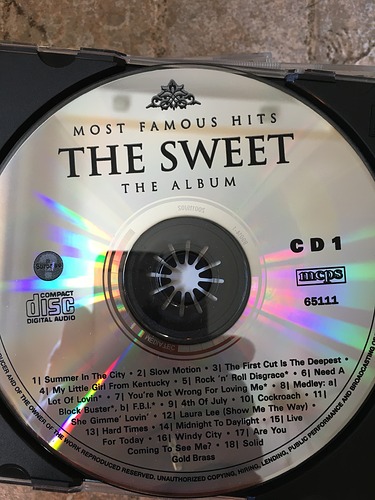 MOST FAMOUS HITS
THE SWEET
THE ALBUM
CD 1
mcps
65111
COMPACT
disc
DIGITAL AUDIO
1] Summer In The City • 2] Slow Motion • 3] The First Cut Is The Deepest •
4] My Little Girl From Kentucky • 5] Rock 'n' Roll Disgrace* • 6] Need A
Lot Of Lovin' • 7] You're Not Wrong For Loving Me* • 8] Medley: a]
Block Buster*, b] F.B.I.* • 9] 4th Of July • 10] Cockroach • 11]
She Gimme' Lovin' • 12] Laura Lee (Show Me The Way) •
13] Hard Times • 14] Midnight To Daylight • 15] Live
For Today • 16] Windy City • 17] Are You
Coming To See Me? • 18] Solid
Gold Brass
AND OF THE OWNER OF THE WORK REPRODUCED RESERVED. UNAUTHORIZED COPYING, HIRING, LENDING, PUBLIC PERFORMANCE AND BROADCASTING